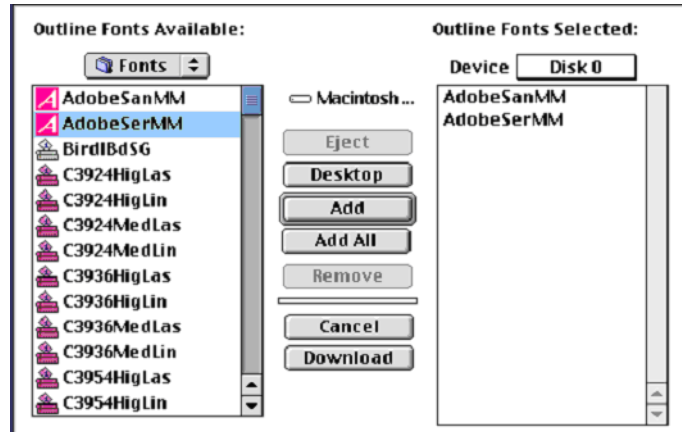 Outline Fonts Available:
Fonts
AdobeSanMM
AdobeSerMM
BirdlBdSG
C3924HigLas
C3924HigLin
C3924MedLas
C3924MedLin
C3936HigLas
C3936HigLin
C3936MedLas
C3936MedLin
C3954HigLas
C3954HigLin
Macintosh ...
Eject
Desktop
Add
Add All
Remove
Cancel
Download
Outline Fonts Selected:
Device Disk 0
AdobeSanMM
AdobeSerMM